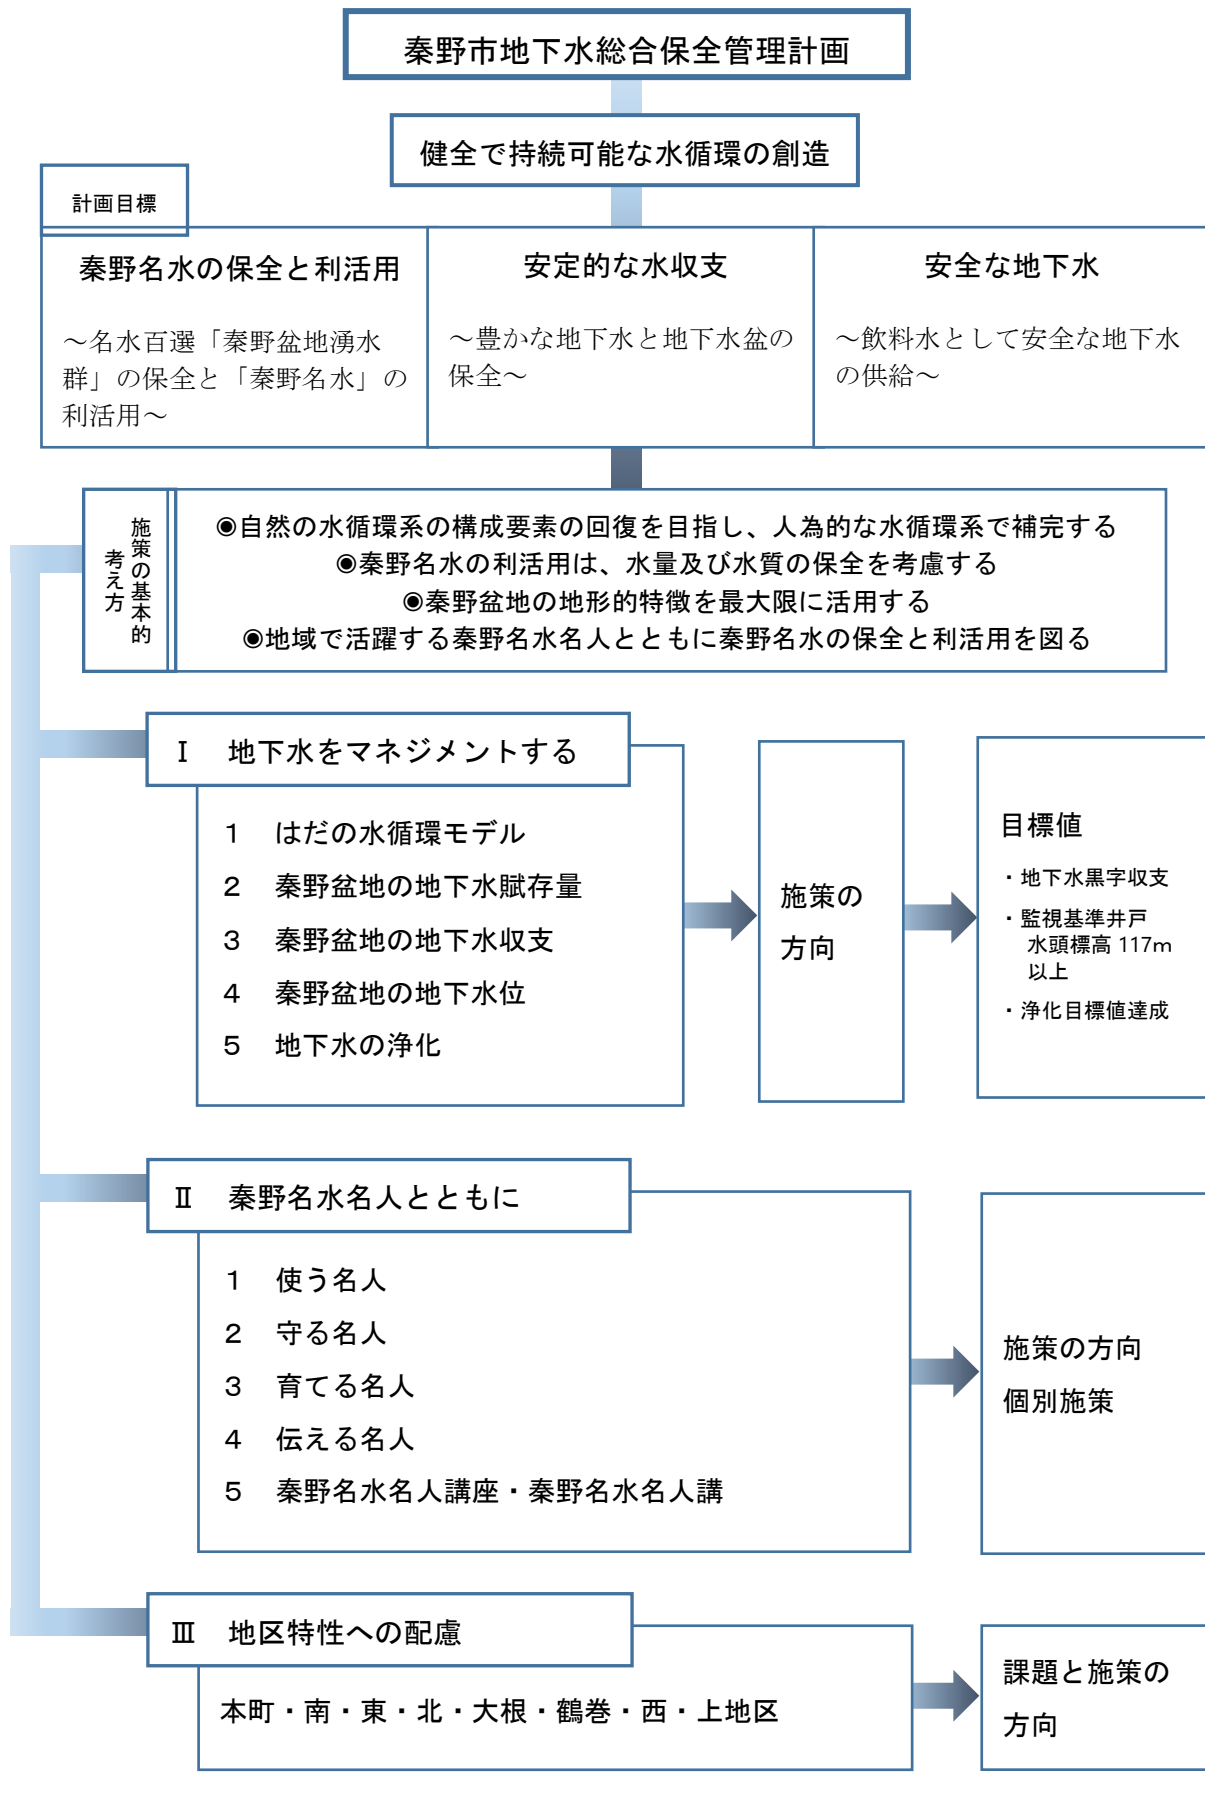 秦野市地下水総合保全管理計画
健全で持続可能な水循環の創造
計画目標
秦野名水の保全と利活用
～名水百選「秦野盆地湧水
群」の保全と「秦野名水」の
利活用～
安定的な水収支
～豊かな地下水と地下水盆の
保全～
安全な地下水
～飲料水として安全な地下水
の供給～
施策の基本的
考え方
◉自然の水循環系の構成要素の回復を目指し、人為的な水循環系で補完する
◉秦野名水の利活用は、水量及び水質の保全を考慮する
◉秦野盆地の地形的特徴を最大限に活用する
◉地域で活躍する秦野名水名人とともに秦野名水の保全と利活用を図る
Ⅰ 地下水をマネジメントする
1 はだの水循環モデル
2 秦野盆地の地下水賦存量
3 秦野盆地の地下水収支
4 秦野盆地の地下水位
5 地下水の浄化
施策の
方向
目標値
・地下水黒字収支
・監視基準井戸
水頭標高 117m
以上
・浄化目標値達成
Ⅱ 秦野名水名人とともに
1 使う名人
2 守る名人
3 育てる名人
4 伝える名人
5 秦野名水名人講座・秦野名水名人講
施策の方向
個別施策
Ⅲ 地区特性への配慮
本町・南・東・北・大根・鶴巻・西・上地区
課題と施策の
方向